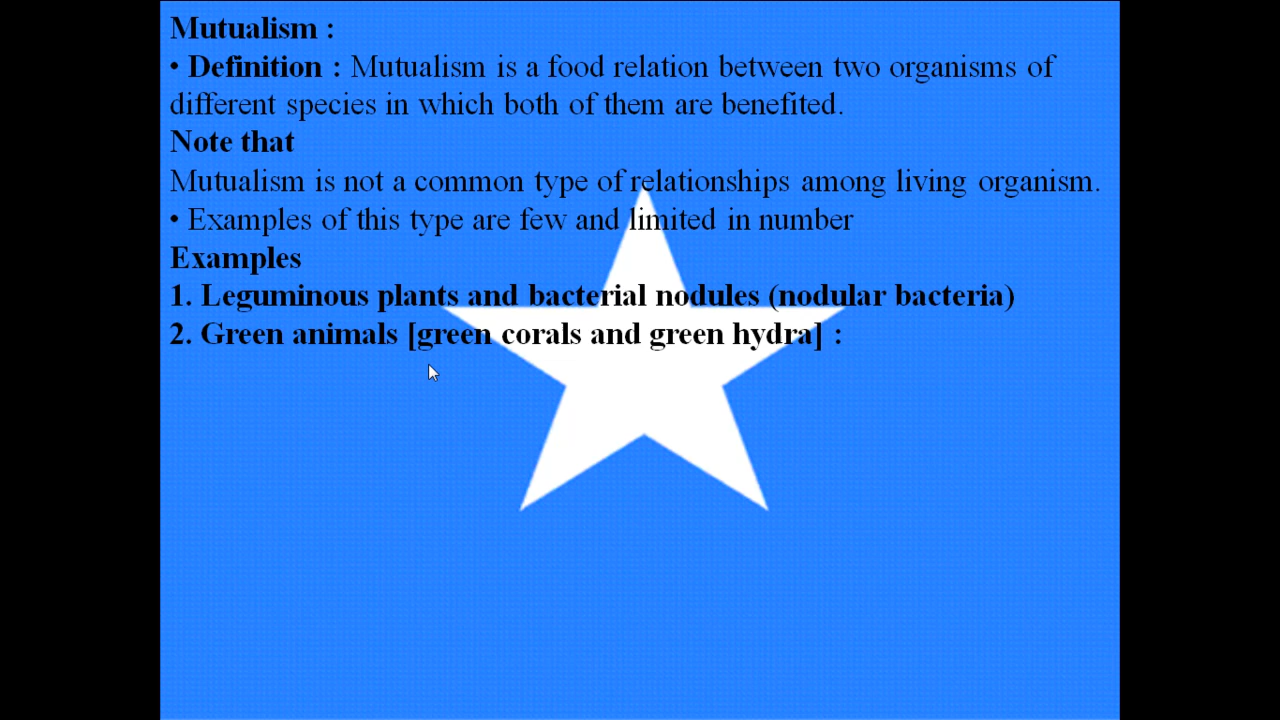 Mutualism :
• Definition : Mutualism is a food relation between two organisms of
different species in which both of them are benefited.
Note that
Mutualism is not a common type of relationships among living organism.
• Examples of this type are few and limited in number
Examples
1. Leguminous plants and bacterial nodules (nodular bacteria)
2. Green animals [green corals and green hydra] :